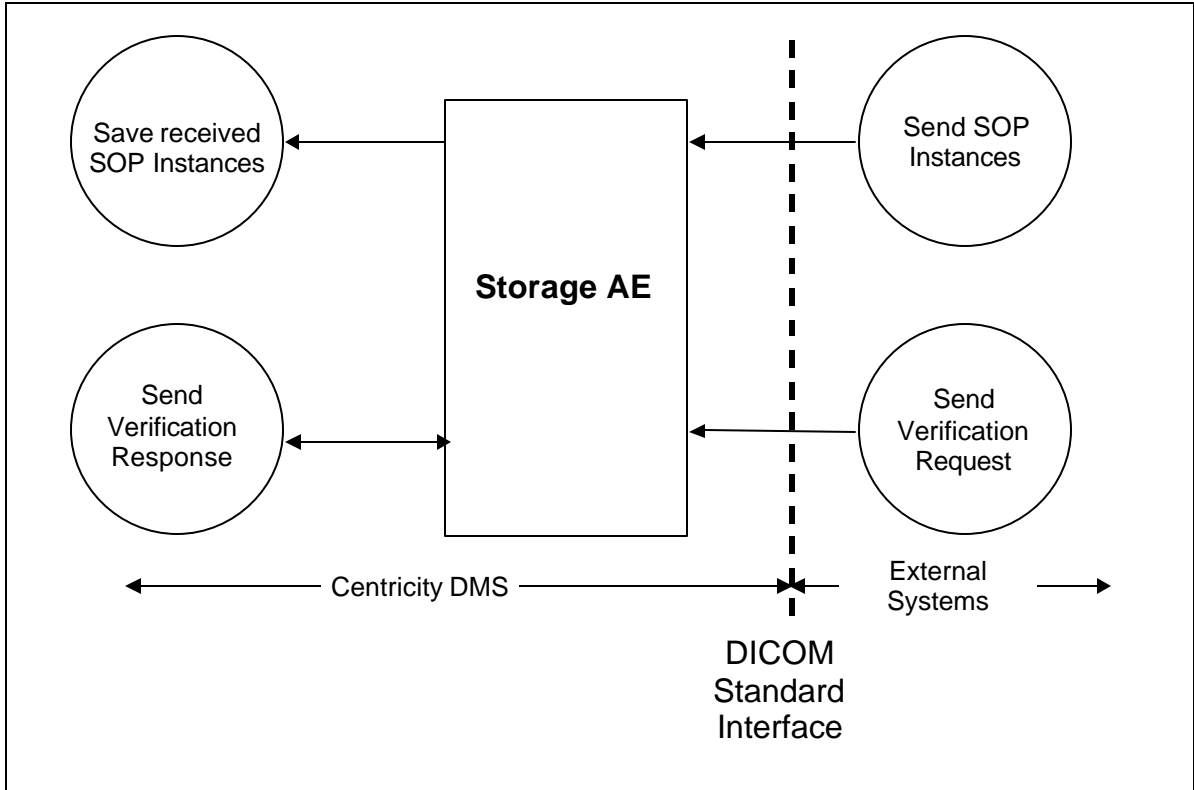 Save received
SOP Instances
Send SOP
Instances
Storage AE
Send
Verification
Response
Send
Verification
Request
Centricity DMS
External
Systems
DICOM
Standard
Interface